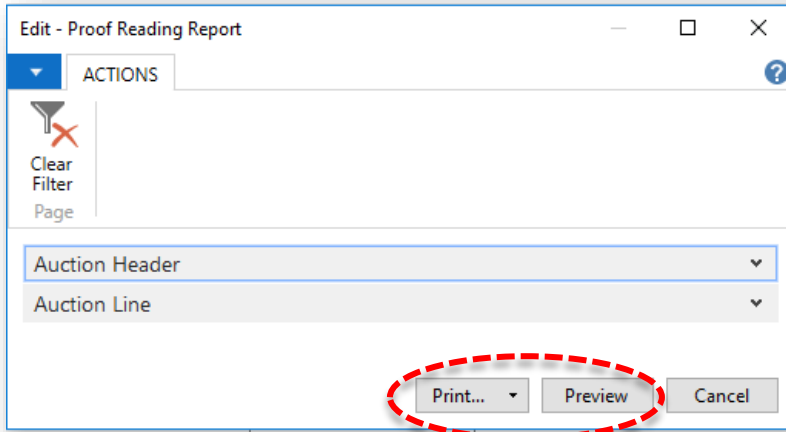 Edit - Proof Reading Report
ACTIONS
?
Clear
Filter
Page
Auction Header
Auction Line
Print... Preview Cancel